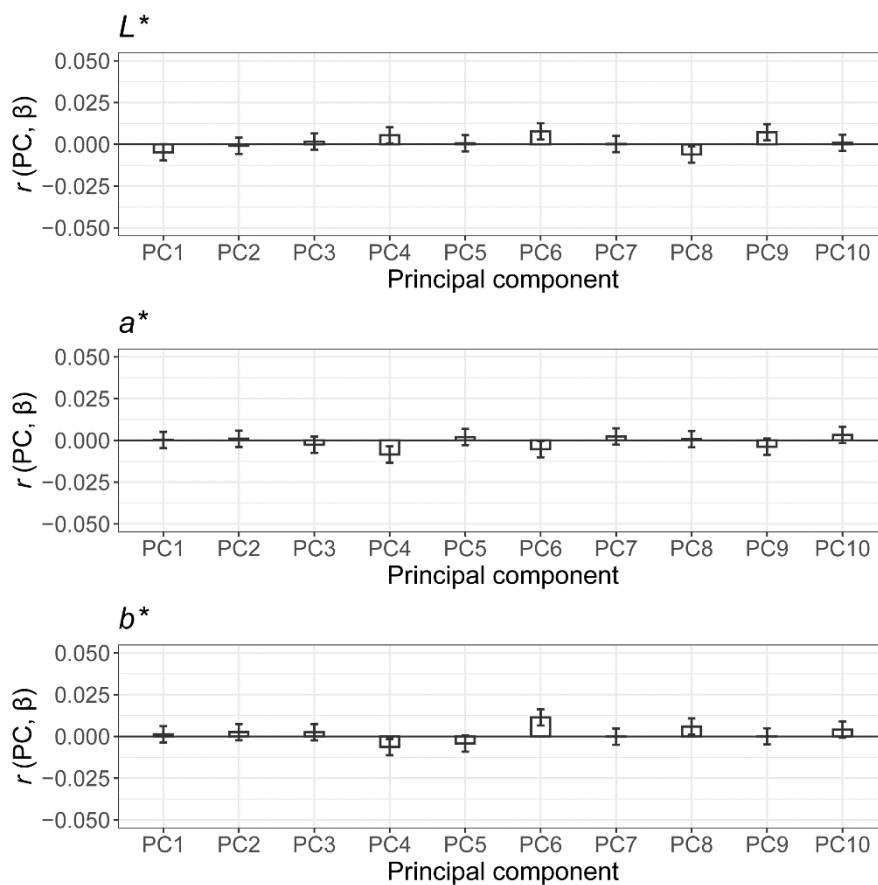 L*
0.050
0.025
0.000
−0.025
−0.050
r (PC, β)
PC1 PC2 PC3 PC4 PC5 PC6 PC7 PC8 PC9 PC10
Principal component
a*
0.050
0.025
0.000
−0.025
−0.050
r (PC, β)
PC1 PC2 PC3 PC4 PC5 PC6 PC7 PC8 PC9 PC10
Principal component
b*
0.050
0.025
0.000
−0.025
−0.050
r (PC, β)
PC1 PC2 PC3 PC4 PC5 PC6 PC7 PC8 PC9 PC10
Principal component